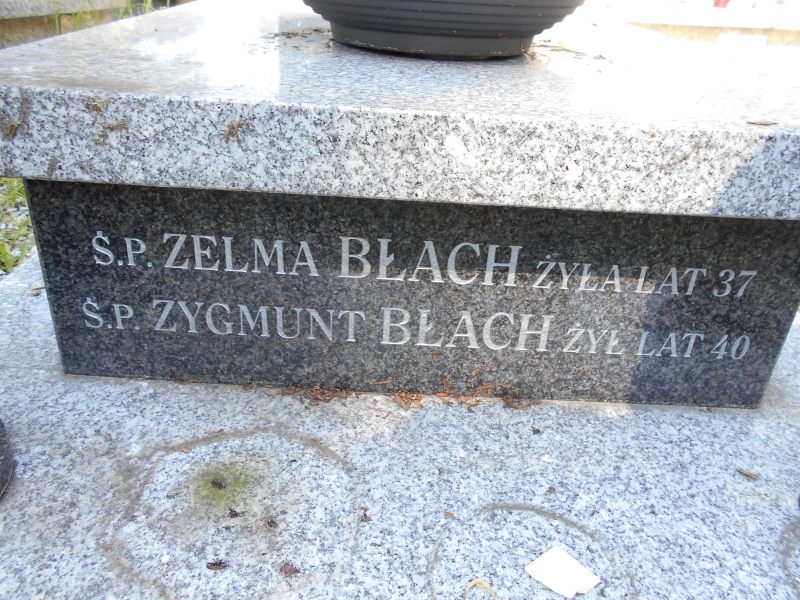 Ś.P. ZELMA BŁACH ŻYŁA LAT 37
Ś.P. ZYGMUNT BŁACH ŻYŁ LAT 40